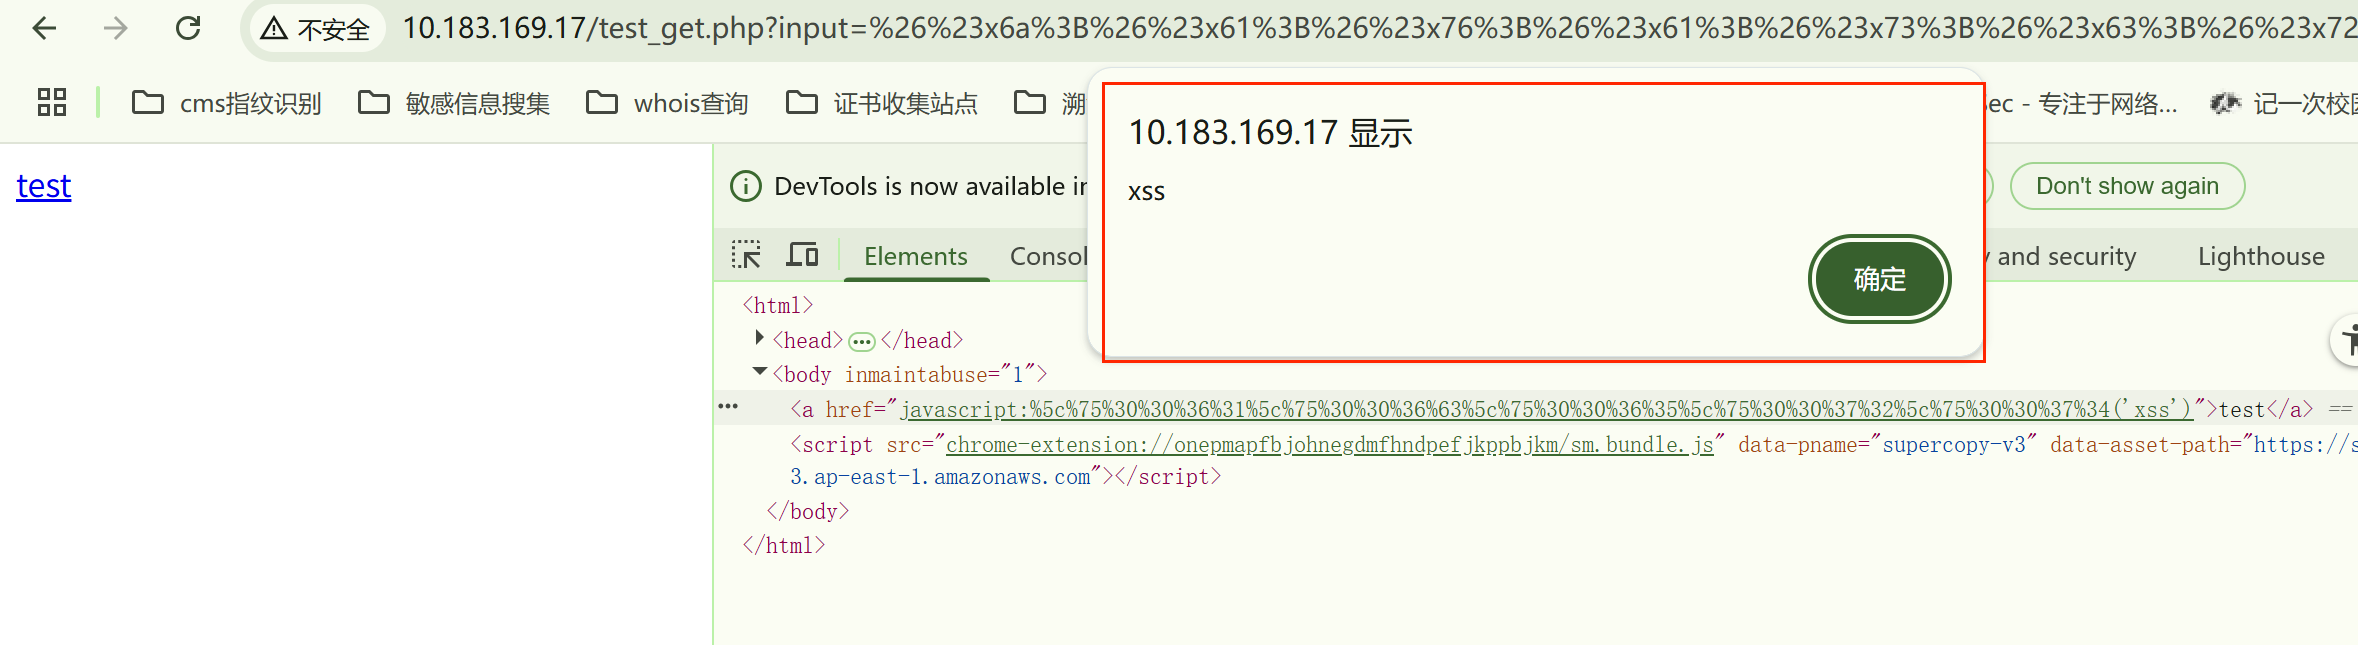 不安全 10.183.169.17/test_get.php?input=%26%23x6a%3B%26%23x61%3B%26%23x76%3B%26%23x61%3B%26%23x73%3B%26%23x63%3B%26%23x72
cms指纹识别 敏感信息搜集 whois查询 证书收集站点 溯 ec - 专注于网络... 记一次校园
10.183.169.17 显示
xss
确定
test
DevTools is now available in Don't show again
Elements Consol y and security Lighthouse
<html>
<head>…</head>
<body inmaintabuse="1">
<a href="javascript:%5c%75%30%30%36%31%5c%75%30%30%36%63%5c%75%30%30%36%35%5c%75%30%30%37%32%5c%75%30%30%37%34('xss')">test</a> ==
<script src="chrome-extension://onepmapfbjohnegdmfhndpefjkppbjkm/sm.bundle.js" data-pname="supercopy-v3" data-asset-path="https://s
3.ap-east-1.amazonaws.com"></script>
</body>
</html>